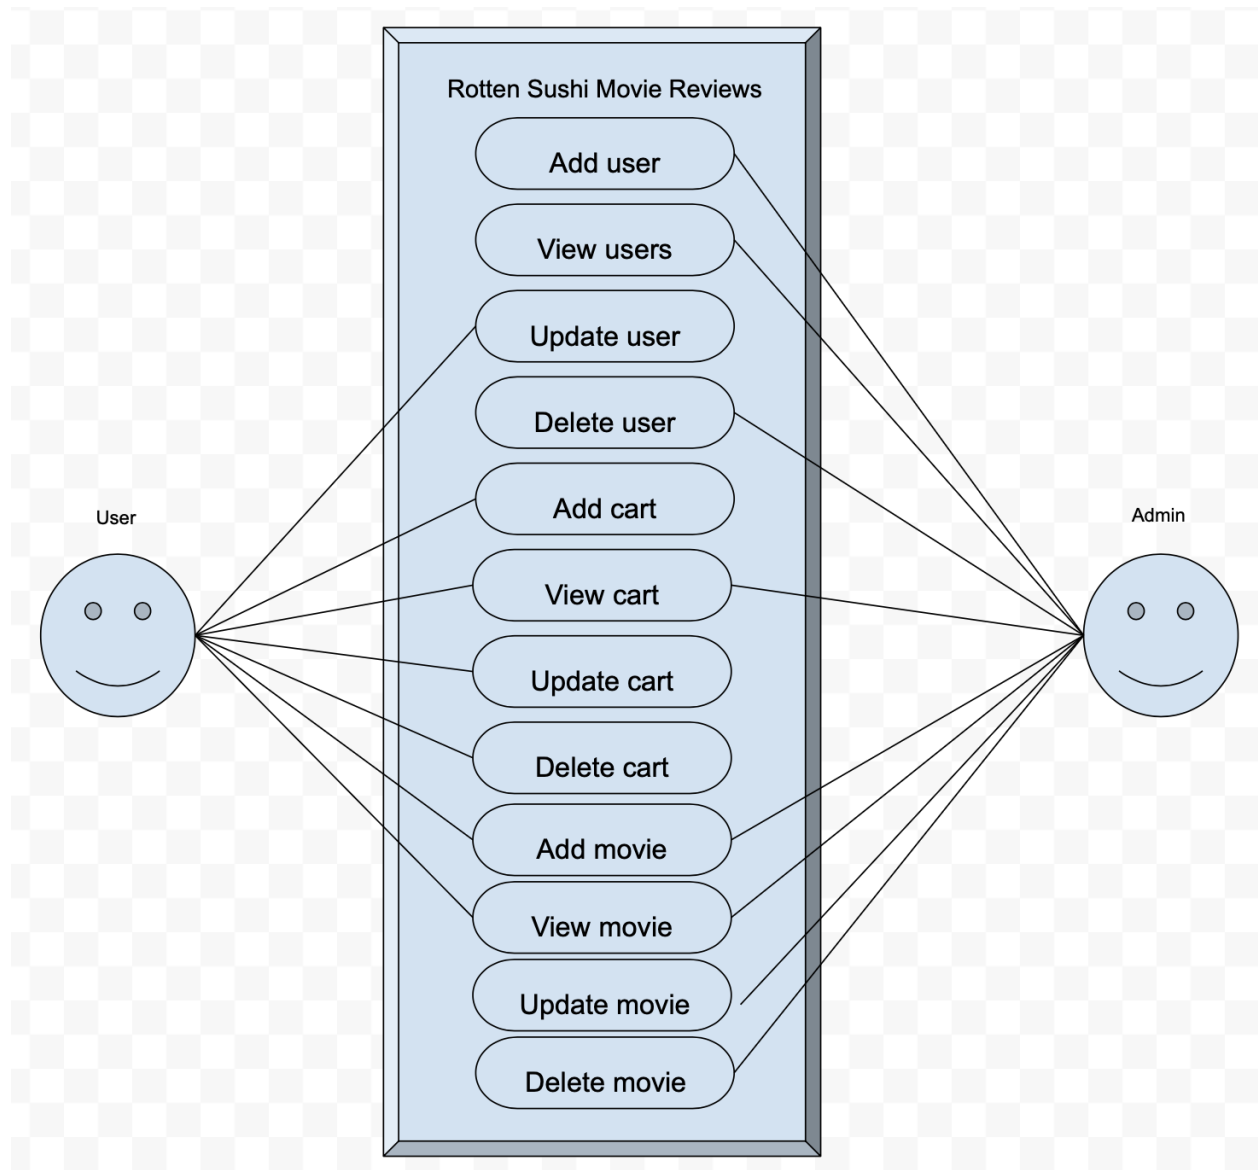 Rotten Sushi Movie Reviews
Add user
View users
Update user
Delete user
Add cart
View cart
Update cart
Delete cart
Add movie
View movie
Update movie
Delete movie
User
Admin